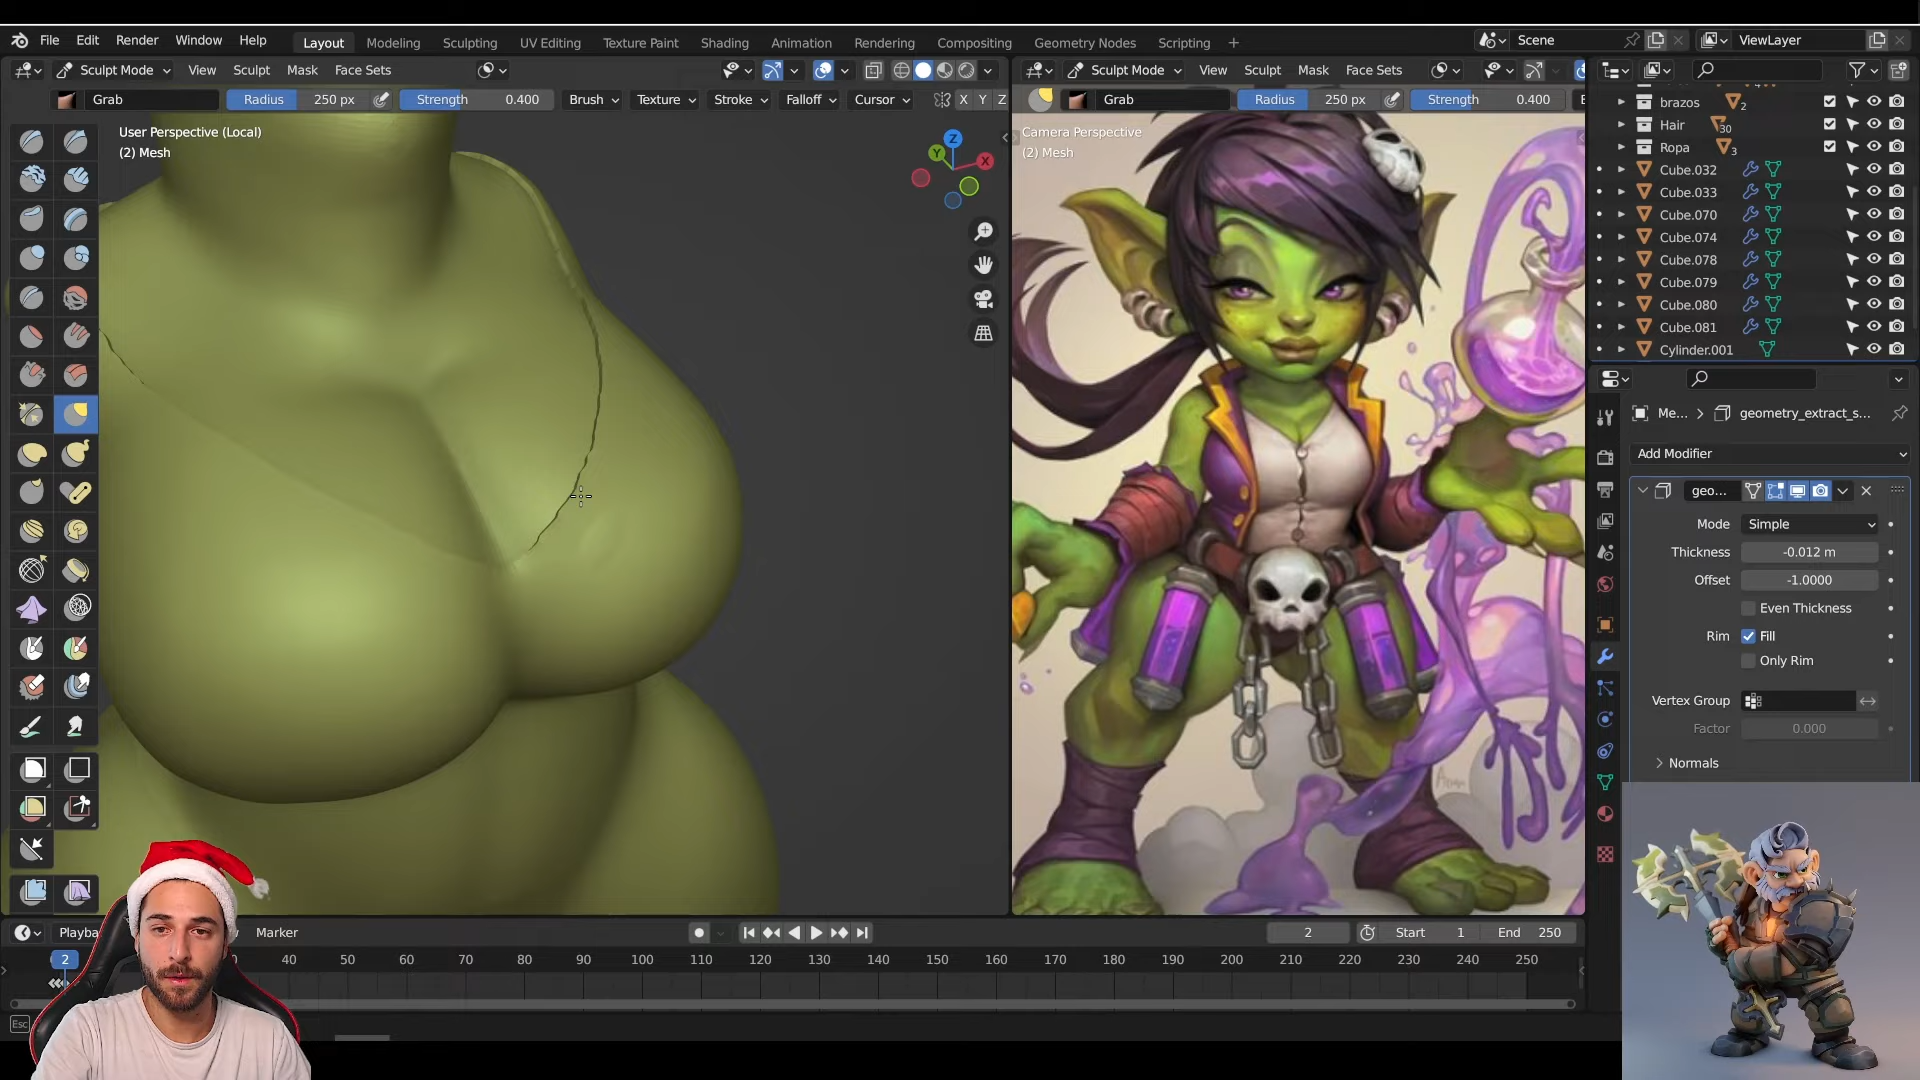 File Edit Render Window Help Layout Modeling Sculpting UV Editing Texture Paint Shading Animation Rendering Compositing Geometry Nodes Scripting + Scene ViewLayer
Sculpt Mode View Sculpt Mask Face Sets
Sculpt Mode View Sculpt Mask Face Sets
Grab Radius 250 px Strength 0.400 Brush Texture Stroke Falloff Cursor X Y Z
Grab Radius 250 px Strength 0.400
User Perspective (Local)
(2) Mesh
Z
Y
X
Camera Perspective
(2) Mesh
brazos 2
Hair 30
Ropa 3
Cube.032
Cube.033
Cube.070
Cube.074
Cube.078
Cube.079
Cube.080
Cube.081
Cylinder.001
Me... > geometry_extract_s...
Add Modifier
geo...
Mode Simple
Thickness -0.012 m
Offset -1.0000
Even Thickness
Rim Fill
Only Rim
Vertex Group
Factor 0.000
Normals
Playba
Marker
2 Start 1 End 250
2
40 50 60 70 80 90 100 110 120 130 140 150 160 170 180 190 200 210 220 230 240 250
Esc